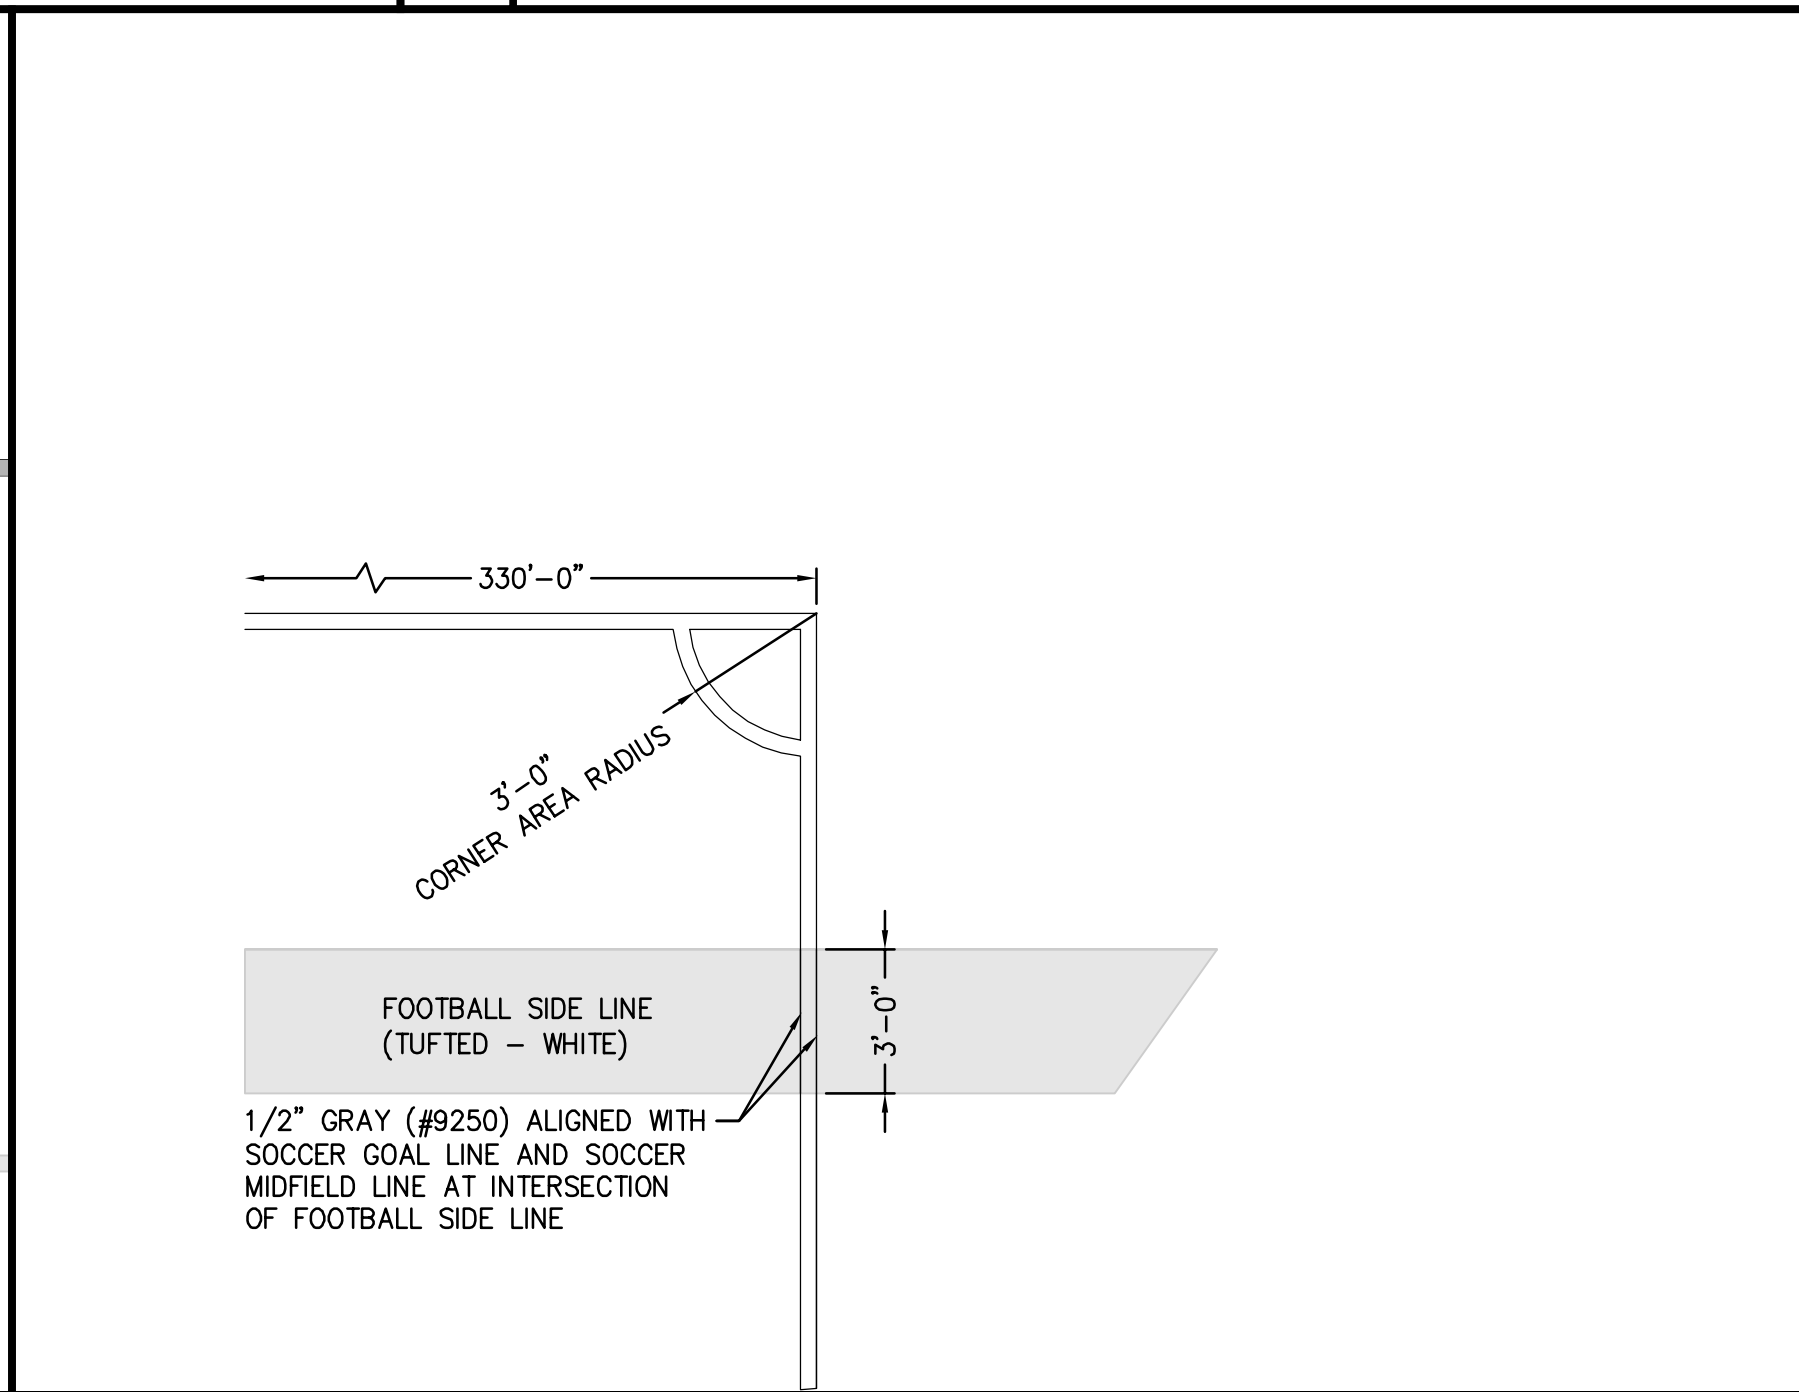 330'-0"
3'-0"
CORNER AREA RADIUS
FOOTBALL SIDE LINE
(TUFTED - WHITE)
3'-0"
1/2" GRAY (#9250) ALIGNED WITH
SOCCER GOAL LINE AND SOCCER
MIDFIELD LINE AT INTERSECTION
OF FOOTBALL SIDE LINE